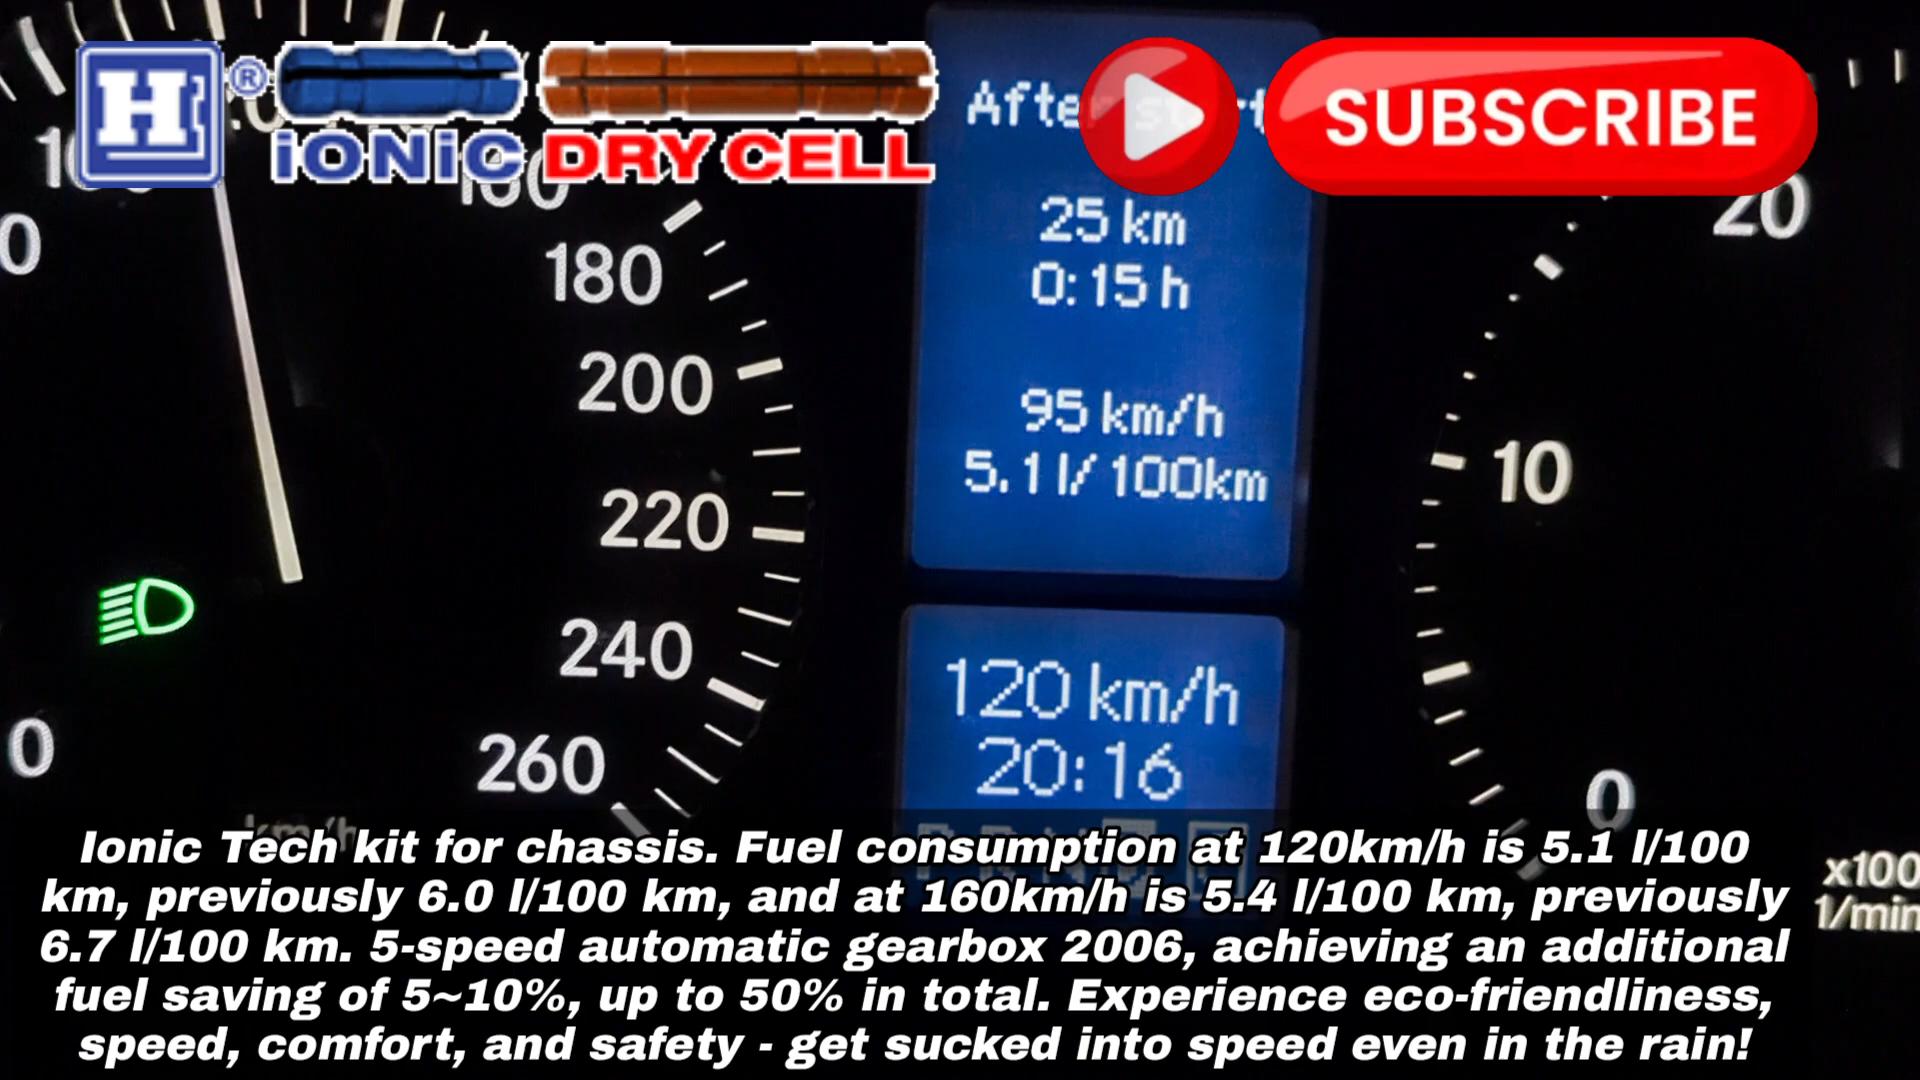 H®
iONiC DRY CELL
SUBSCRIBE
25 km
0:15 h
95 km/h
5.1 l/100km
120 km/h
20:16
180
200
220
240
260
0
0
20
10
0
x100
1/min
Ionic Tech kit for chassis. Fuel consumption at 120km/h is 5.1 l/100
km, previously 6.0 l/100 km, and at 160km/h is 5.4 l/100 km, previously
6.7 l/100 km. 5-speed automatic gearbox 2006, achieving an additional
fuel saving of 5~10%, up to 50% in total. Experience eco-friendliness,
speed, comfort, and safety - get sucked into speed even in the rain!